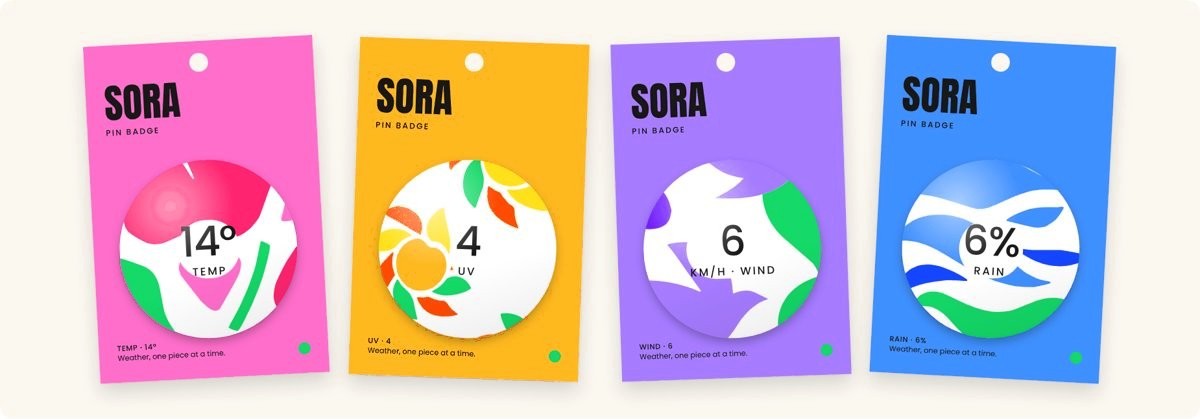 SORA
PIN BADGE
14°
TEMP
TEMP · 14°
Weather, one piece at a time.
SORA
PIN BADGE
4
UV
UV · 4
Weather, one piece at a time.
SORA
PIN BADGE
6
KM/H · WIND
WIND · 6
Weather, one piece at a time.
SORA
PIN BADGE
6%
RAIN
RAIN · 6%
Weather, one piece at a time.